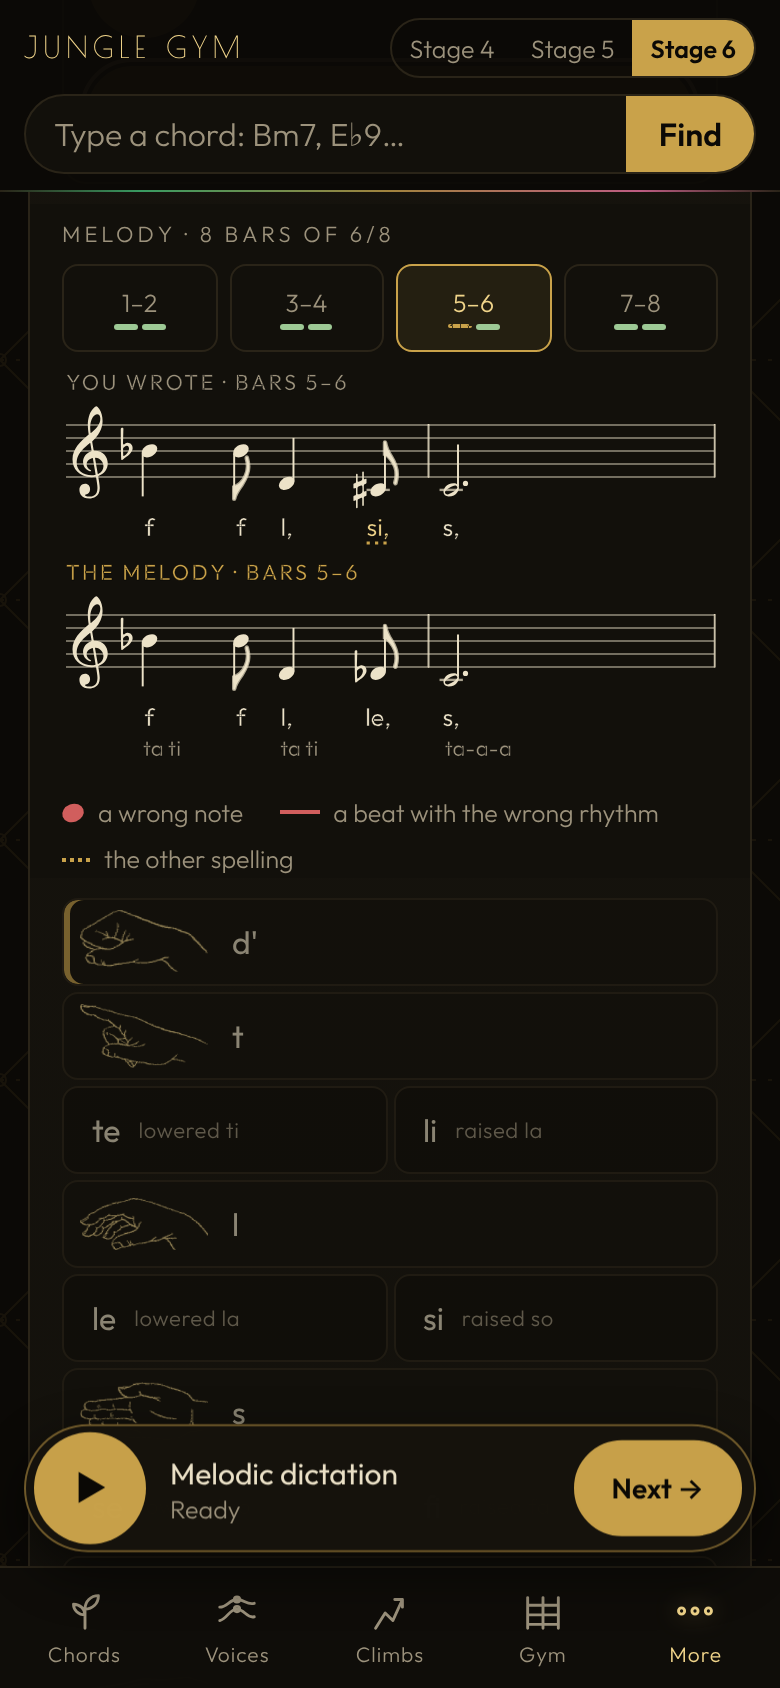 JUNGLE GYM
Stage 4 Stage 5 Stage 6
Type a chord: Bm7, E♭9... Find
MELODY · 8 BARS OF 6/8
1–2 3–4 5–6 7–8
YOU WROTE · BARS 5–6
f f l, si, s,
THE MELODY · BARS 5–6
f f l, le, s,
ta ti ta ti ta-a-a
a wrong note a beat with the wrong rhythm
the other spelling
d'
t
te lowered ti li raised la
l
le lowered la si raised so
s
Melodic dictation
Ready
Next →
Chords Voices Climbs Gym More